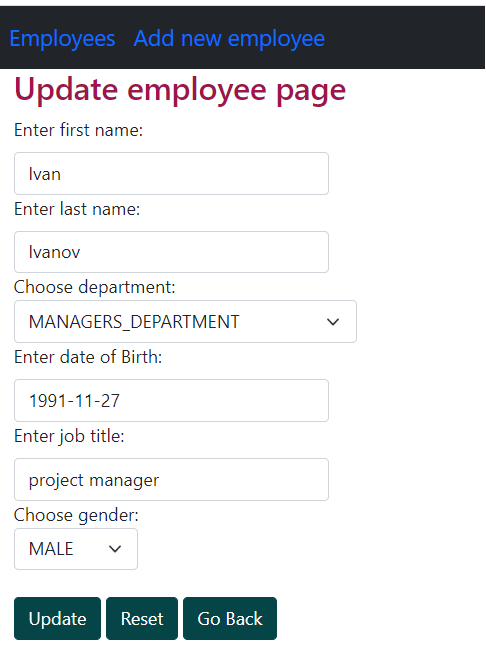 Employees Add new employee
Update employee page
Enter first name:
Ivan
Enter last name:
Ivanov
Choose department:
MANAGERS_DEPARTMENT
Enter date of Birth:
1991-11-27
Enter job title:
project manager
Choose gender:
MALE
Update Reset Go Back